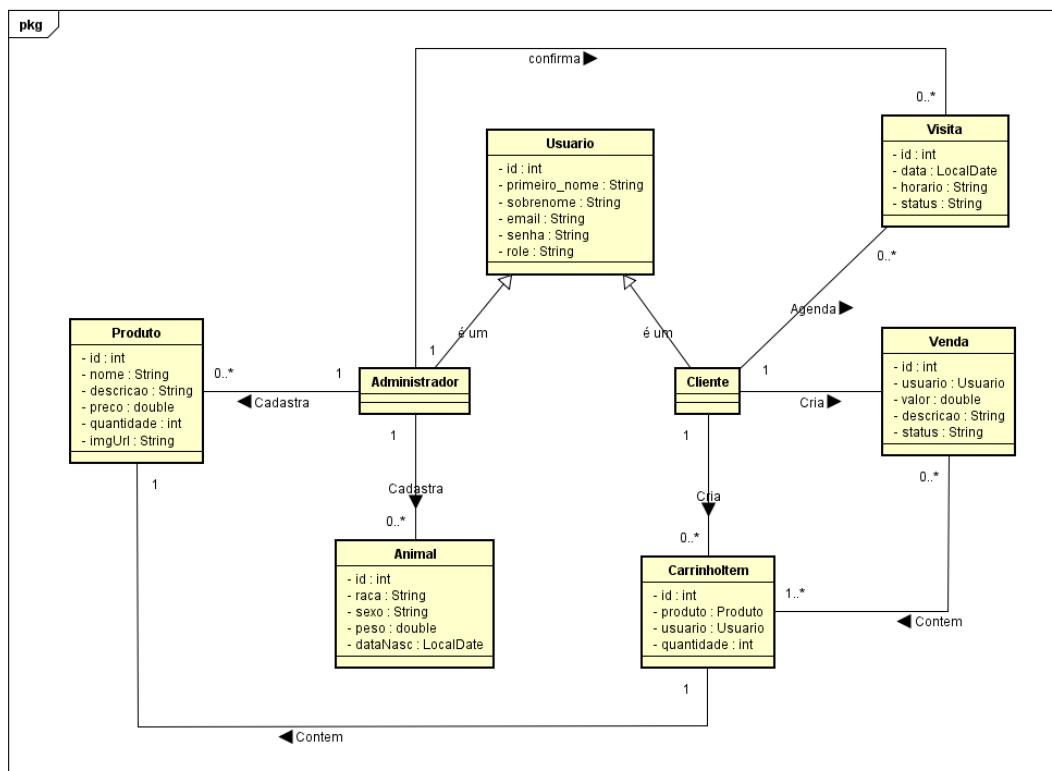 pkg
confirma
0..*
Visita
- id : int
- data : LocalDate
- horario : String
- status : String
0..*
Usuario
- id : int
- primeiro_nome : String
- sobrenome : String
- email : String
- senha : String
- role : String
é um
é um
Agenda
Produto
- id : int
- nome : String
- descricao : String
- preco : double
- quantidade : int
- imgUrl : String
0..*
Cadastra
1
1
Administrador
1
Cliente
1
1
Cria
Venda
- id : int
- usuario : Usuario
- valor : double
- descricao : String
- status : String
0..*
1
Cadastra
0..*
Cria
0..*
Animal
- id : int
- raca : String
- sexo : String
- peso : double
- dataNasc : LocalDate
CarrinhoItem
- id : int
- produto : Produto
- usuario : Usuario
- quantidade : int
1..*
Contem
1
Contem